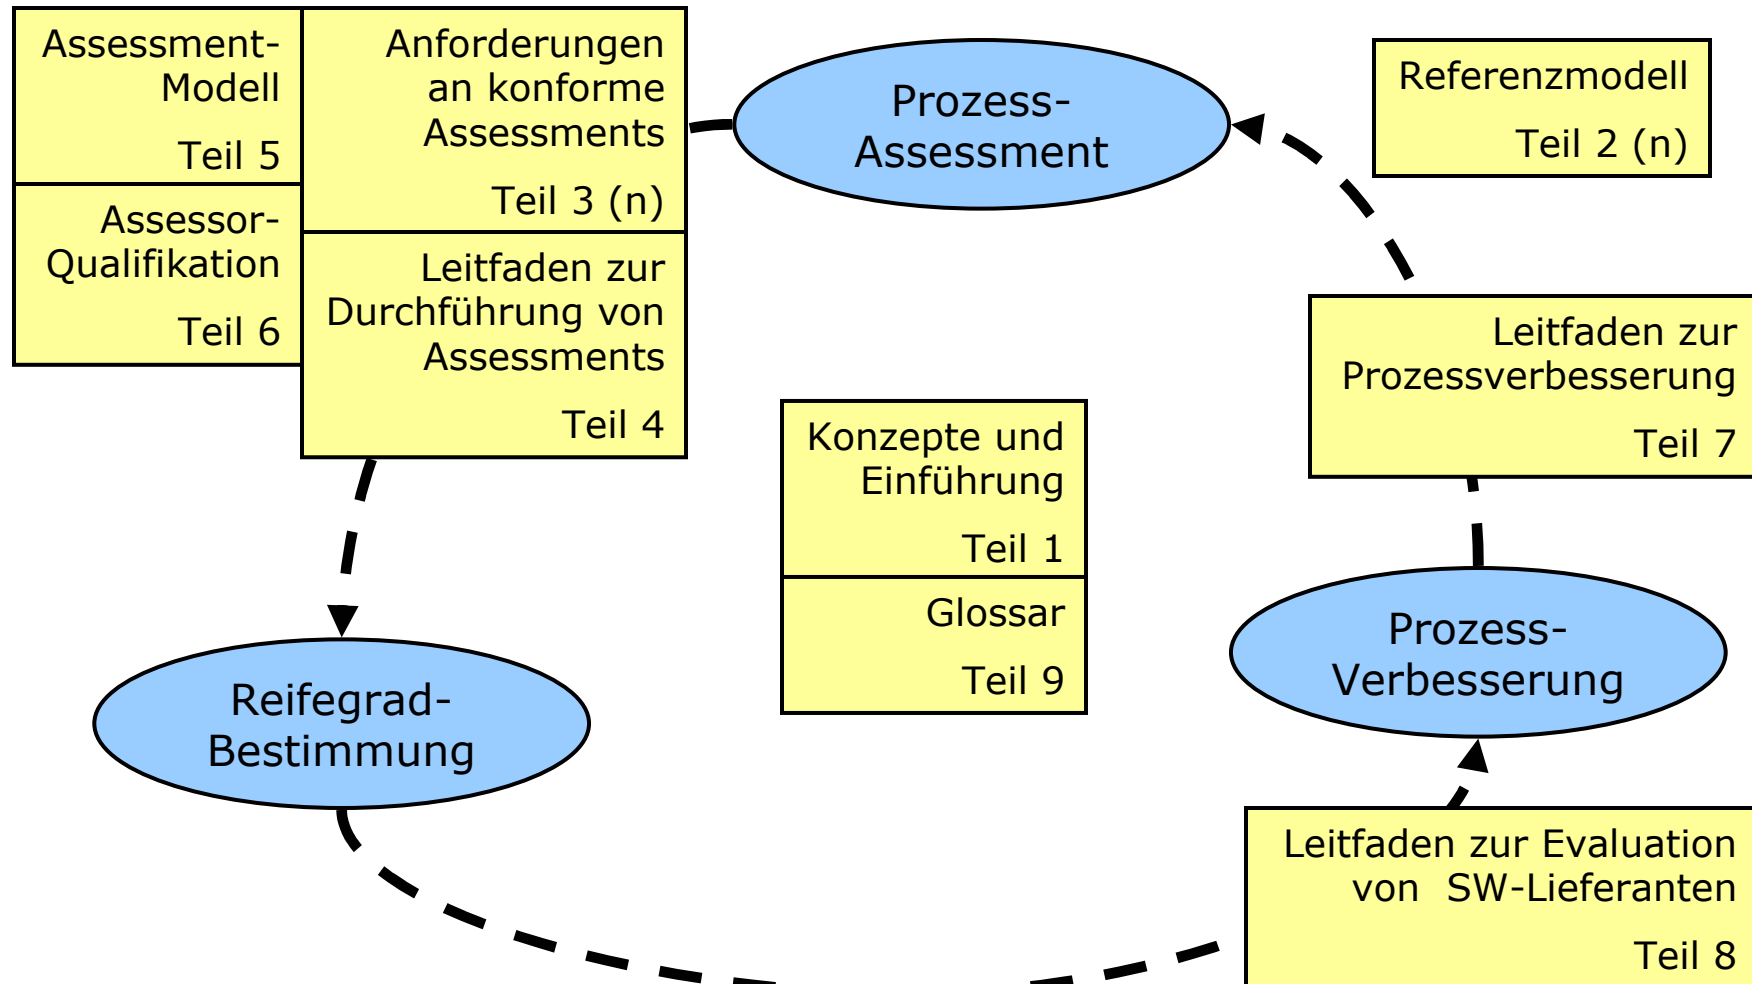 Assessment-
Modell
Teil 5
Assessor-
Qualifikation
Teil 6
Anforderungen
an konforme
Assessments
Teil 3 (n)
Leitfaden zur
Durchführung von
Assessments
Teil 4
Prozess-
Assessment
Referenzmodell
Teil 2 (n)
Leitfaden zur
Prozessverbesserung
Teil 7
Konzepte und
Einführung
Teil 1
Glossar
Teil 9
Reifegrad-
Bestimmung
Prozess-
Verbesserung
Leitfaden zur Evaluation
von  SW-Lieferanten
Teil 8